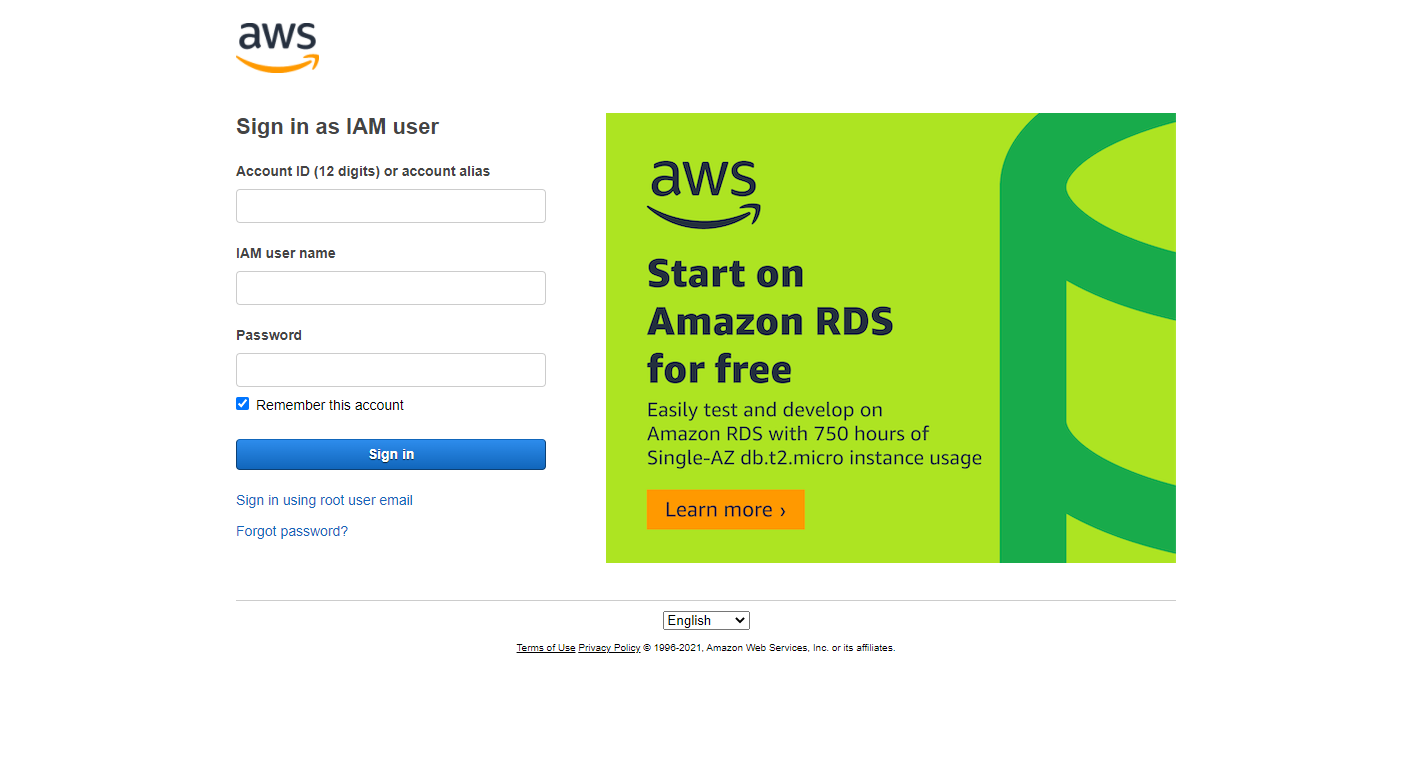 aws
Sign in as IAM user
Account ID (12 digits) or account alias
IAM user name
Password
Remember this account
Sign in
Sign in using root user email
Forgot password?
aws
Start on
Amazon RDS
for free
Easily test and develop on
Amazon RDS with 750 hours of
Single-AZ db.t2.micro instance usage
Learn more ›
English
Terms of Use Privacy Policy © 1996-2021, Amazon Web Services, Inc. or its affiliates.